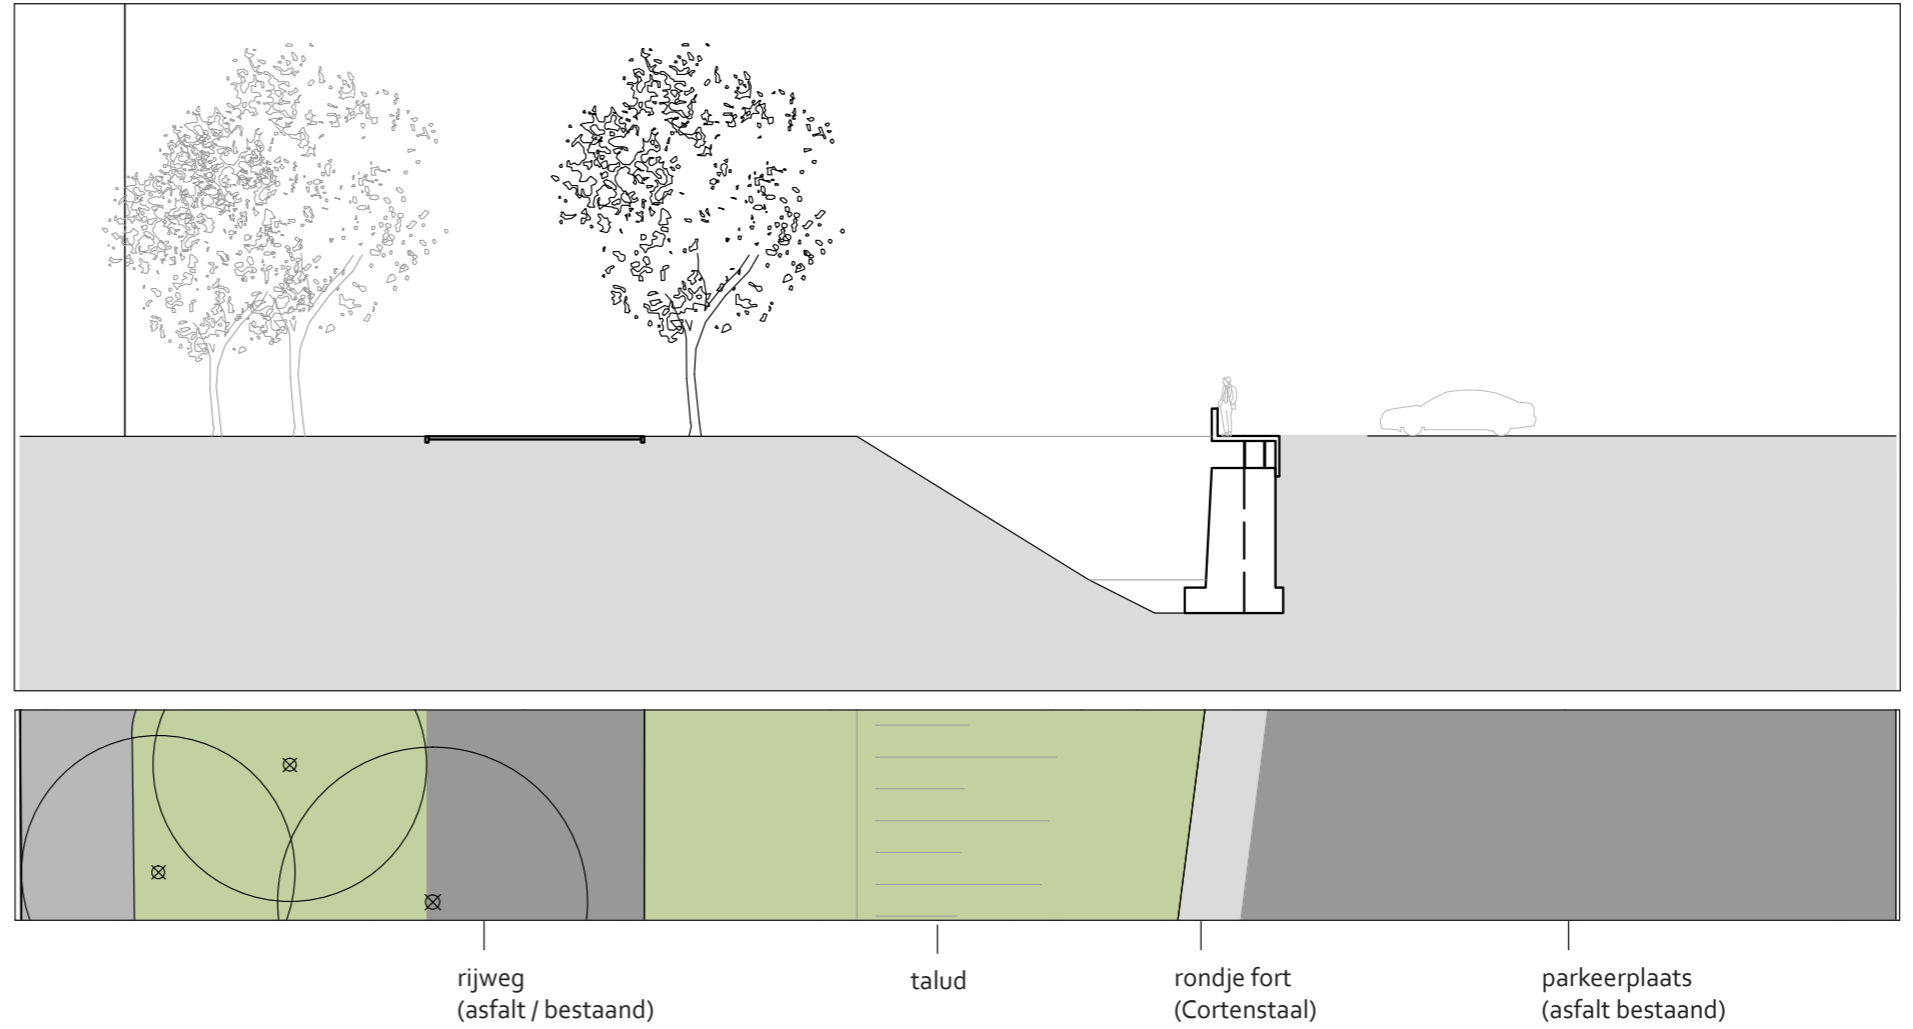 rijweg
(asfalt / bestaand)
talud
rondje fort
(Cortenstaal)
parkeerplaats
(asfalt bestaand)